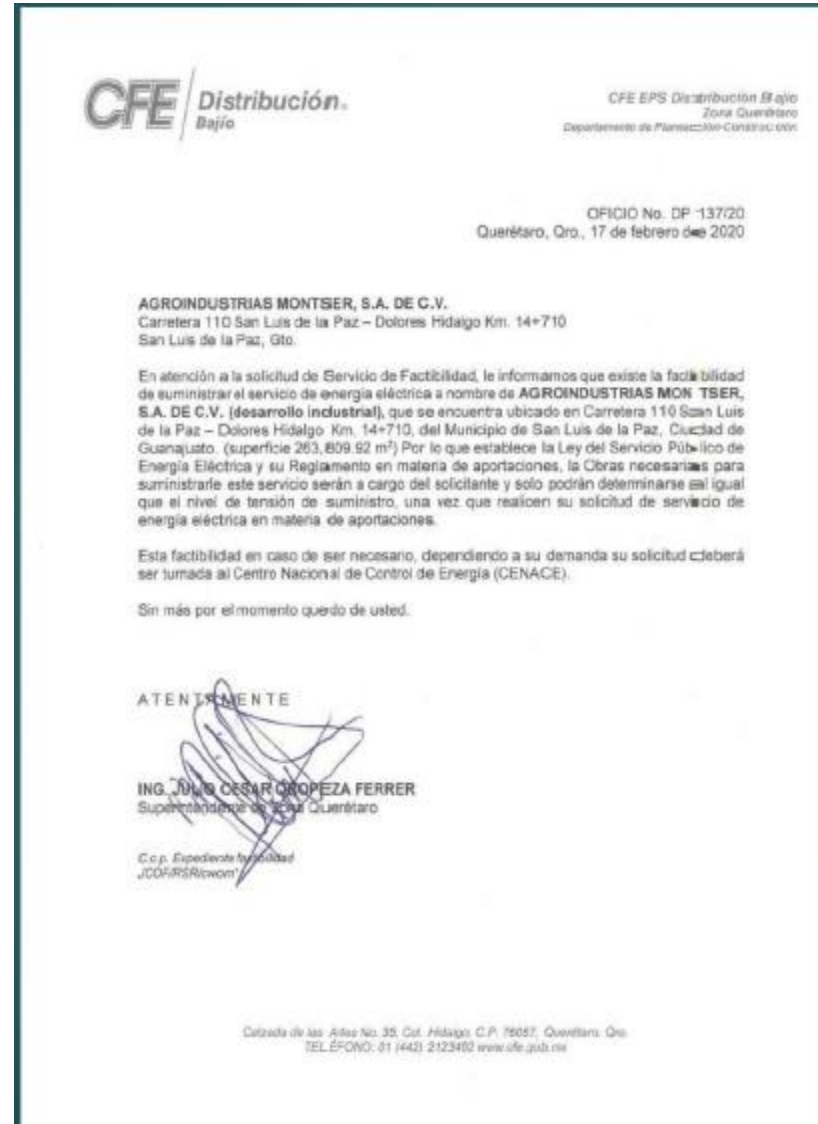 CFE Distribución
Bajío
CFE EPS Distribución Bajío
Zona Querétaro
Departamento de Planeación-Construcción
OFICIO No. DP 137/20
Querétaro, Qro., 17 de febrero de 2020
AGROINDUSTRIAS MONTSER, S.A. DE C.V.
Carretera 110 San Luis de la Paz – Dolores Hidalgo Km. 14+710
San Luis de la Paz, Gto.
En atención a la solicitud de Servicio de Factibilidad, le informamos que existe la factibilidad
de suministrar el servicio de energía eléctrica a nombre de AGROINDUSTRIAS MONTSER,
S.A. DE C.V. (desarrollo industrial), que se encuentra ubicado en Carretera 110 San Luis
de la Paz – Dolores Hidalgo Km. 14+710, del Municipio de San Luis de la Paz, Ciudad de
Guanajuato. (superficie 263,809.92 m²) Por lo que establece la Ley del Servicio Público de
Energía Eléctrica y su Reglamento en materia de aportaciones, la Obras necesarias para
suministrarle este servicio serán a cargo del solicitante y solo podrán determinarse al igual
que el nivel de tensión de suministro, una vez que realicen su solicitud de servicio de
energía eléctrica en materia de aportaciones.
Esta factibilidad en caso de ser necesario, dependiendo a su demanda su solicitud deberá
ser turnada al Centro Nacional de Control de Energía (CENACE).
Sin más por el momento quedo de usted.
ATENTAMENTE
ING. JULIO CESAR OROPEZA FERRER
Superintendente de Zona Querétaro
C.c.p. Expediente factibilidad
Calzada de las Artes No. 35, Col. Hidalgo, C.P. 76057, Querétaro, Qro.
TEL.ÉFONO: 01 (442) 2123402 www.cfe.gob.mx